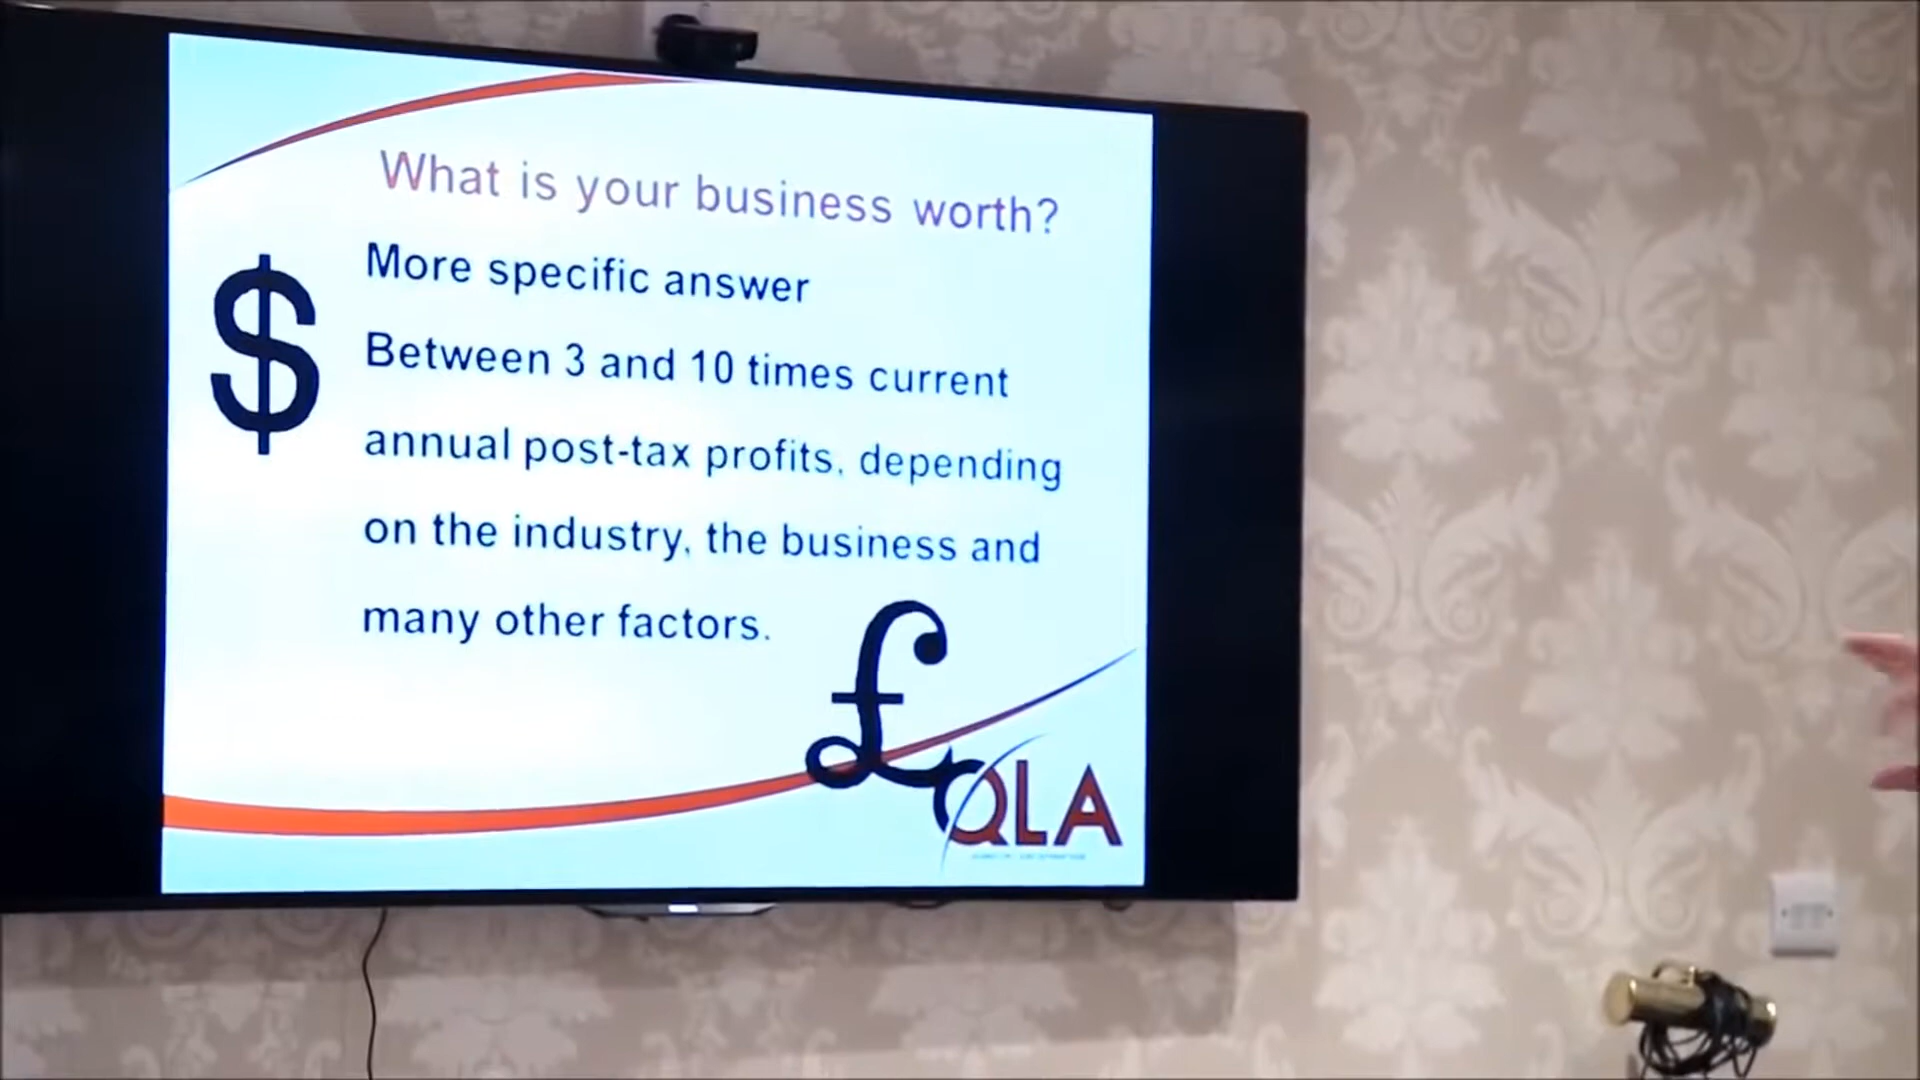 What is your business worth?
More specific answer
$
Between 3 and 10 times current
annual post-tax profits, depending
on the industry, the business and
many other factors.
£
QLA